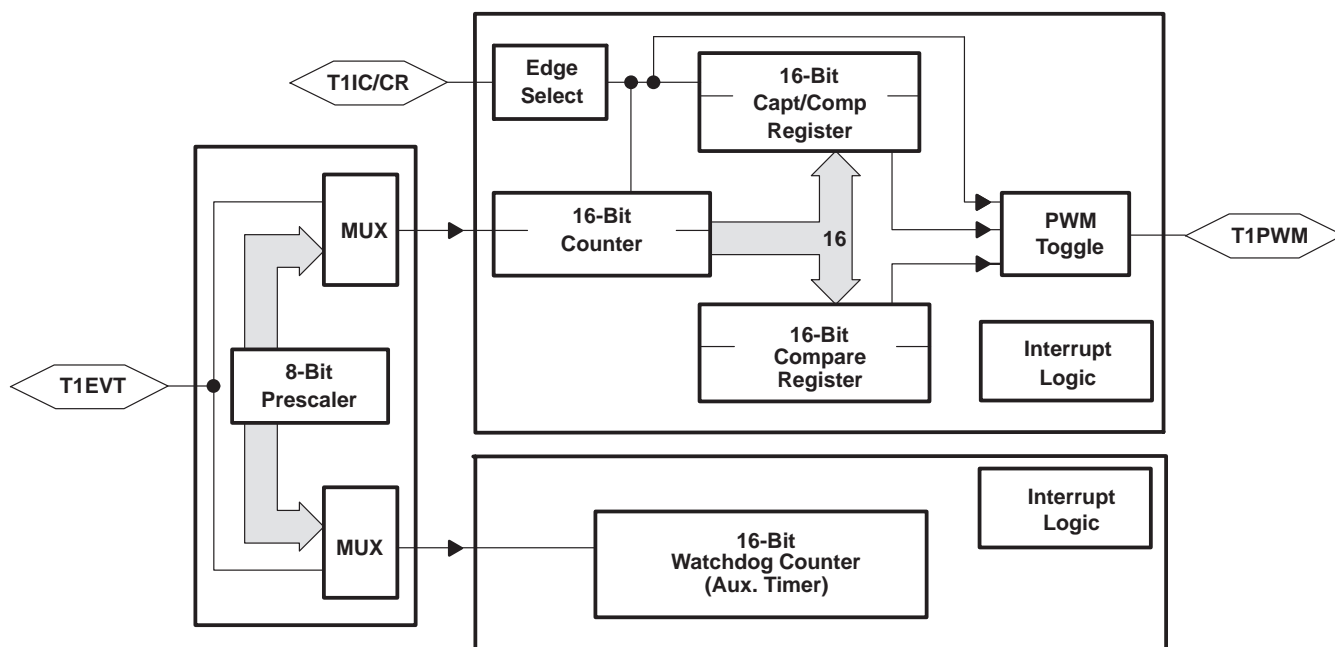 T1IC/CR
Edge
Select
16-Bit
Capt/Comp
Register
MUX
16-Bit
Counter
16
PWM
Toggle
T1PWM
T1EVT
8-Bit
Prescaler
16-Bit
Compare
Register
Interrupt
Logic
MUX
16-Bit
Watchdog Counter
(Aux. Timer)
Interrupt
Logic